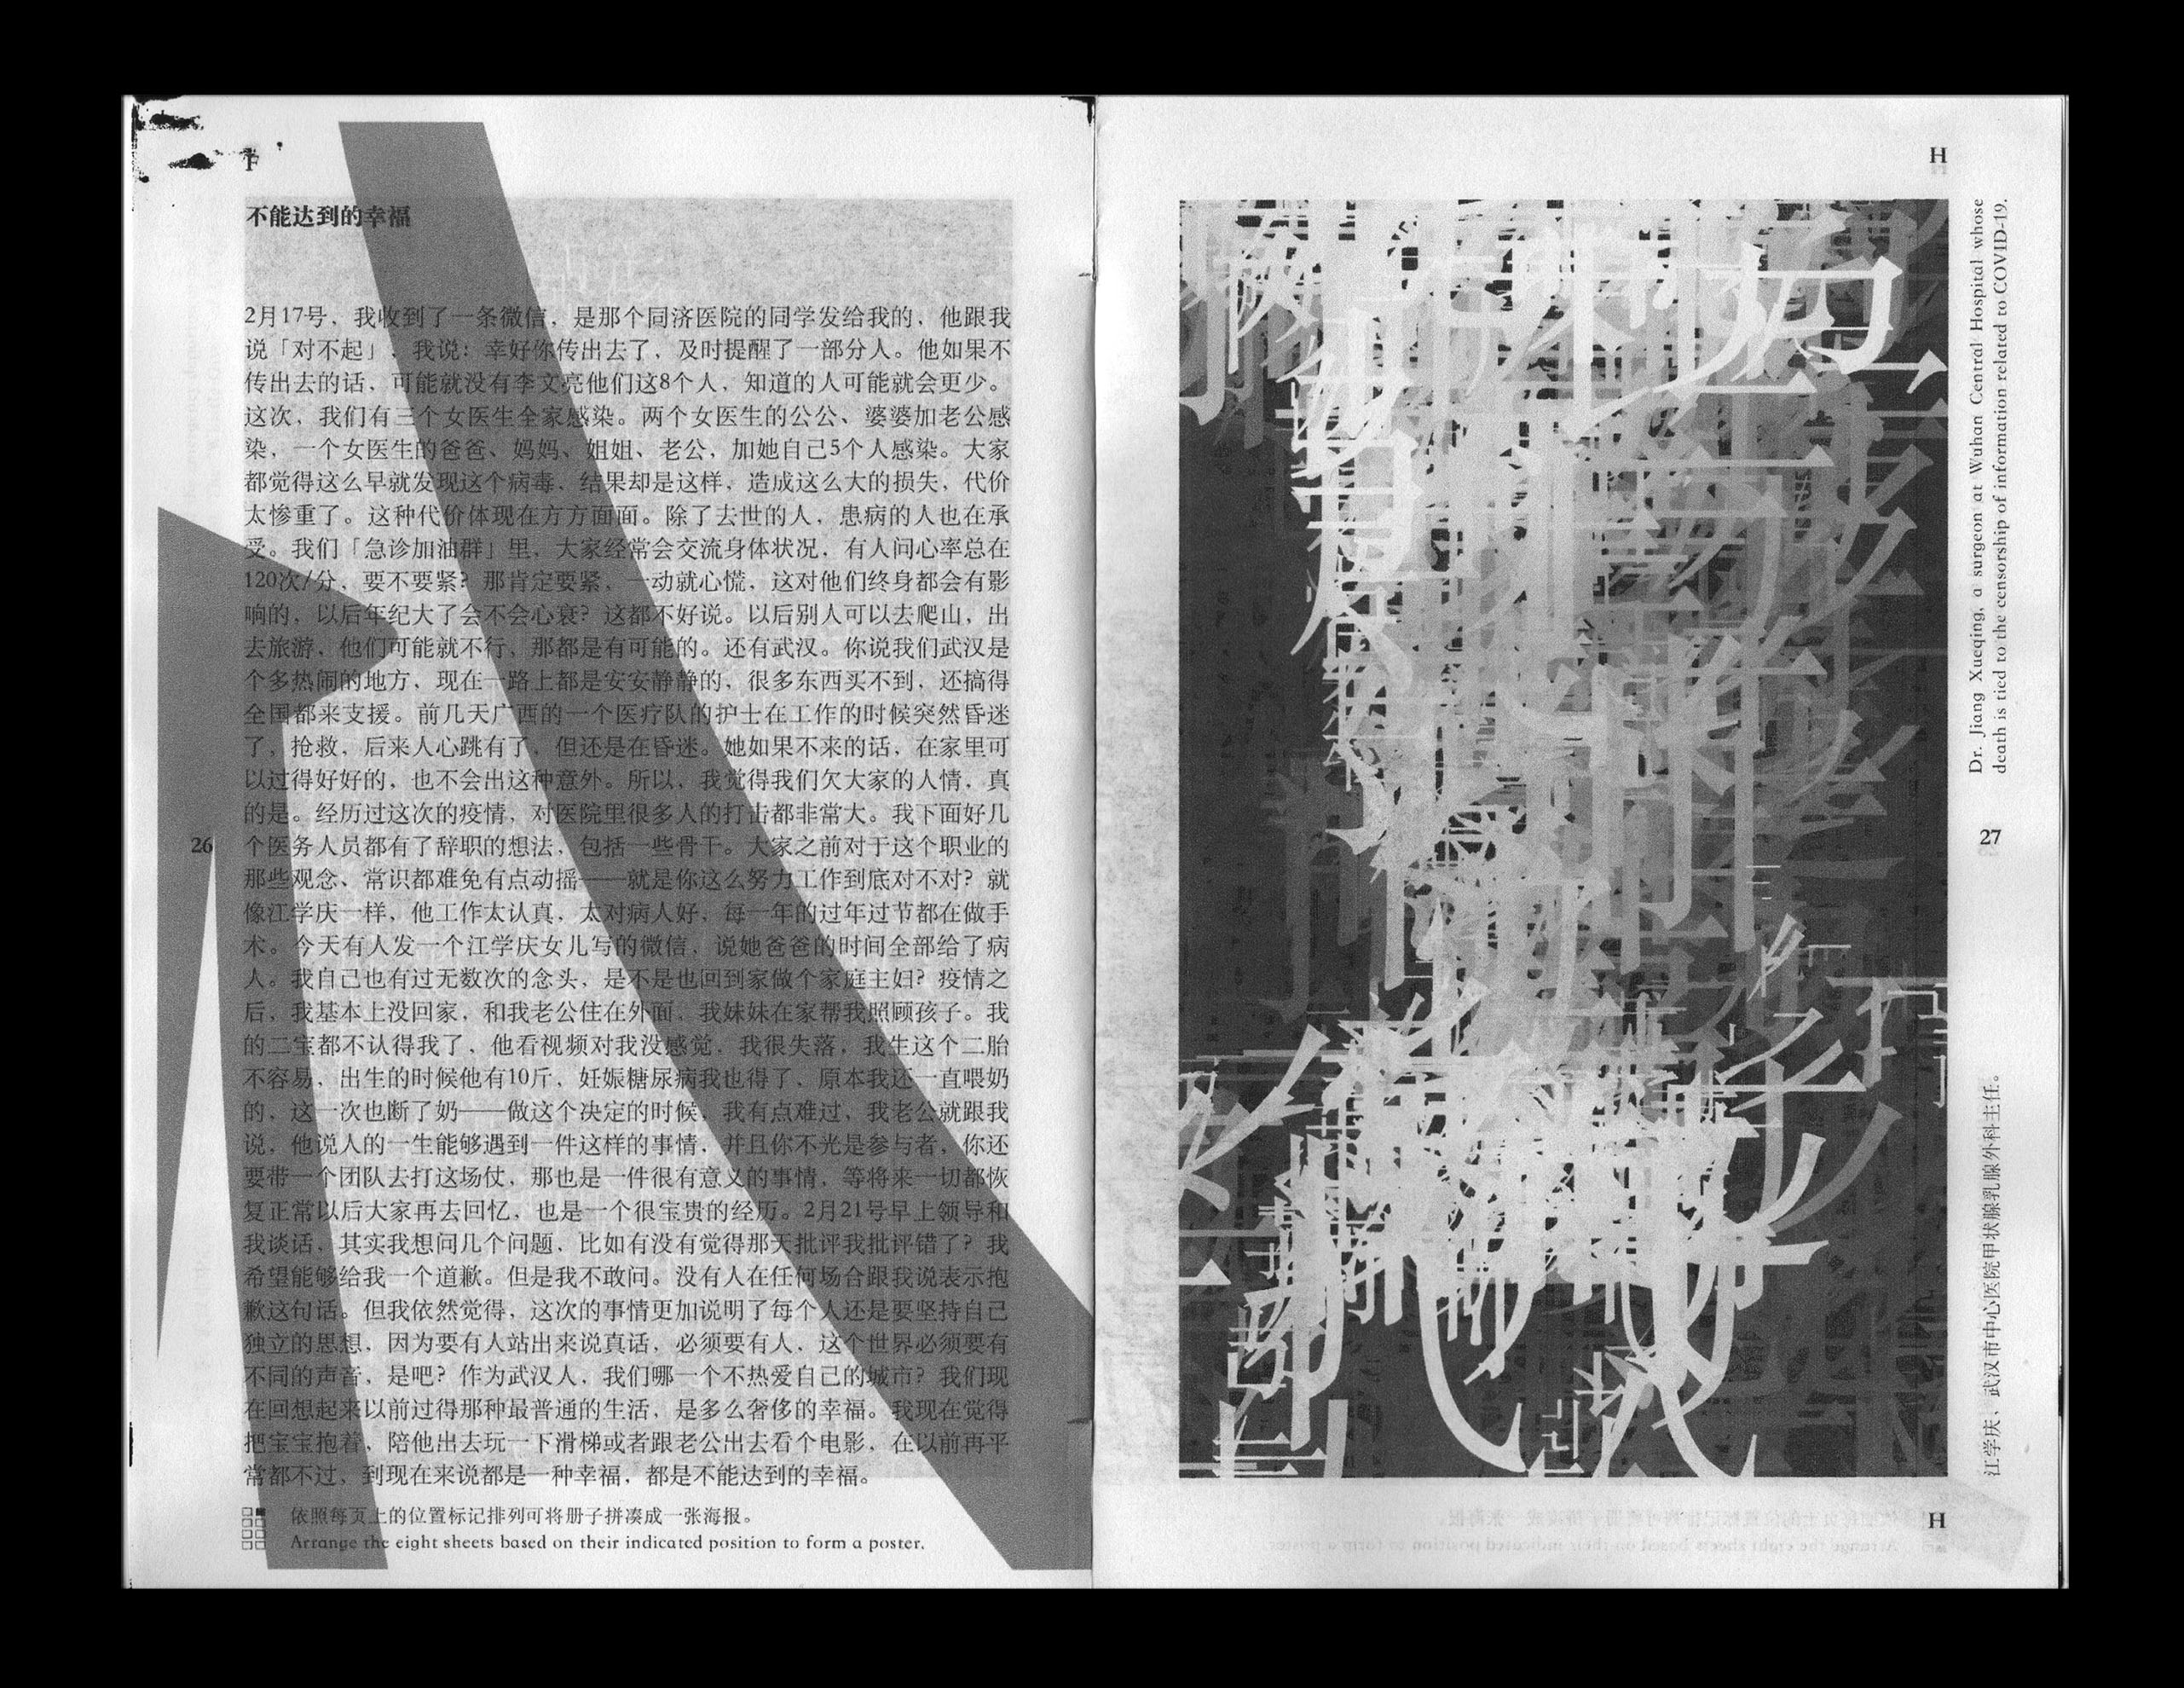 F
不能达到的幸福
2月17号，我收到了一条微信，是那个同济医院的同学发给我的，他跟我
说「对不起」，我说：幸好你传出去了，及时提醒了一部分人。他如果不
传出去的话，可能就没有李文亮他们这8个人，知道的人可能就会更少。
这次，我们有三个女医生全家感染。两个女医生的公公、婆婆加老公感
染，一个女医生的爸爸、妈妈、姐姐、老公，加她自己5个人感染。大家
都觉得这么早就发现这个病毒，结果却是这样，造成这么大的损失，代价
太惨重了。这种代价体现在方方面面。除了去世的人，患病的人也在承
受。我们「急诊加油群」里，大家经常会交流身体状况，有人问心率总在
120次/分，要不要紧？那肯定要紧，一动就心慌，这对他们终身都会有影
响的，以后年纪大了会不会心衰？这都不好说。以后别人可以去爬山，出
去旅游，他们可能就不行，那都是有可能的。还有武汉。你说我们武汉是
个多热闹的地方，现在一路上都是安安静静的，很多东西买不到，还搞得
全国都来支援。前几天广西的一个医疗队的护士在工作的时候突然昏迷
了，抢救，后来人心跳有了，但还是在昏迷。她如果不来的话，在家里可
以过得好好的，也不会出这种意外。所以，我觉得我们欠大家的人情，真
的是。经历过这次的疫情，对医院里很多人的打击都非常大。我下面好几
个医务人员都有了辞职的想法，包括一些骨干。大家之前对于这个职业的
那些观念、常识都难免有点动摇——就是你这么努力工作到底对不对？就
像江学庆一样，他工作太认真，太对病人好，每一年的过年过节都在做手
术。今天有人发一个江学庆女儿写的微信，说她爸爸的时间全部给了病
人。我自己也有过无数次的念头，是不是也回到家做个家庭主妇？疫情之
后，我基本上没回家，和我老公住在外面，我妹妹在家帮我照顾孩子。我
的二宝都不认得我了，他看视频对我没感觉，我很失落，我生这个二胎
不容易，出生的时候他有10斤，妊娠糖尿病我也得了，原本我还一直喂奶
的，这一次也断了奶——做这个决定的时候，我有点难过，我老公就跟我
说，他说人的一生能够遇到一件这样的事情，并且你不光是参与者，你还
要带一个团队去打这场仗，那也是一件很有意义的事情，等将来一切都恢
复正常以后大家再去回忆，也是一个很宝贵的经历。2月21号早上领导和
我谈话，其实我想问几个问题，比如有没有觉得那天批评我批评错了？我
希望能够给我一个道歉。但是我不敢问。没有人在任何场合跟我说表示抱
歉这句话。但我依然觉得，这次的事情更加说明了每个人还是要坚持自己
独立的思想，因为要有人站出来说真话，必须要有人，这个世界必须要有
不同的声音，是吧？作为武汉人，我们哪一个不热爱自己的城市？我们现
在回想起来以前过得那种最普通的生活，是多么奢侈的幸福。我现在觉得
把宝宝抱着，陪他出去玩一下滑梯或者跟老公出去看个电影，在以前再平
常都不过，到现在来说都是一种幸福，都是不能达到的幸福。
26
依照每页上的位置标记排列可将册子拼凑成一张海报。
Arrange the eight sheets based on their indicated position to form a poster.
H
Dr. Jiang Xueqing, a surgeon at Wuhan Central Hospital whose
death is tied to the censorship of information related to COVID-19.
27
江学庆，武汉市中心医院甲状腺乳腺外科主任。
H